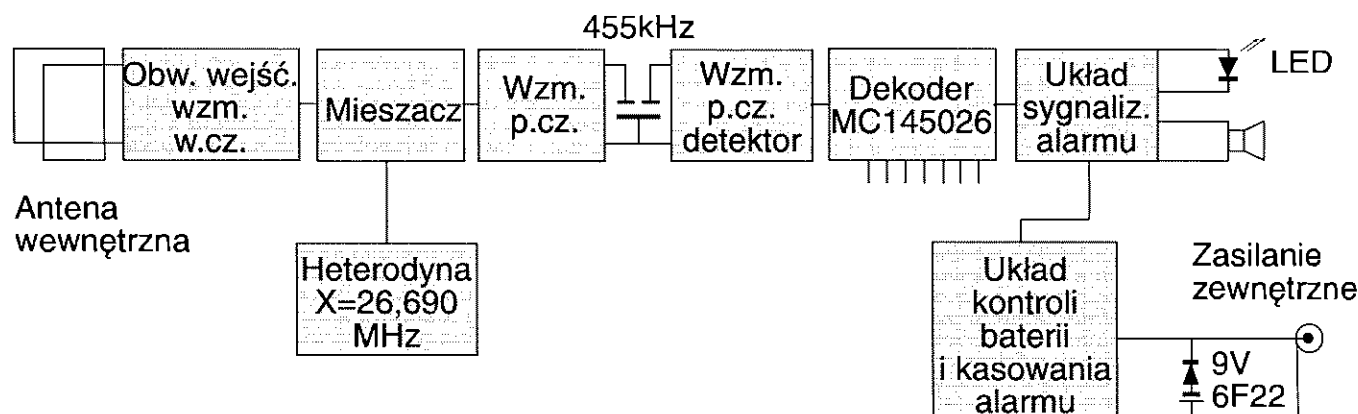 455kHz
Obw. wejść.
wzm.
w.cz.
Mieszacz
Wzm.
p.cz.
Wzm.
p.cz.
detektor
Dekoder
MC145026
Układ
sygnaliz.
alarmu
LED
Antena
wewnętrzna
Heterodyna
X=26,690
MHz
Układ
kontroli
baterii
i kasowania
alarmu
Zasilanie
zewnętrzne
9V
6F22